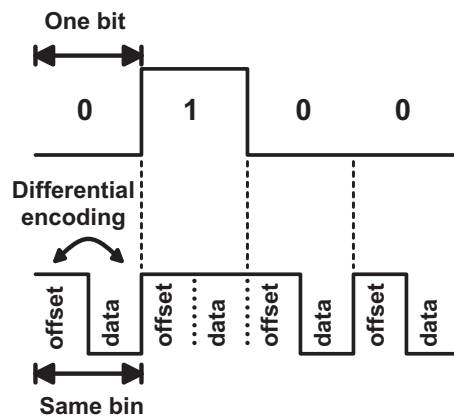 One bit
0 1 0 0
Differential
encoding
offset data offset data offset data offset data
Same bin